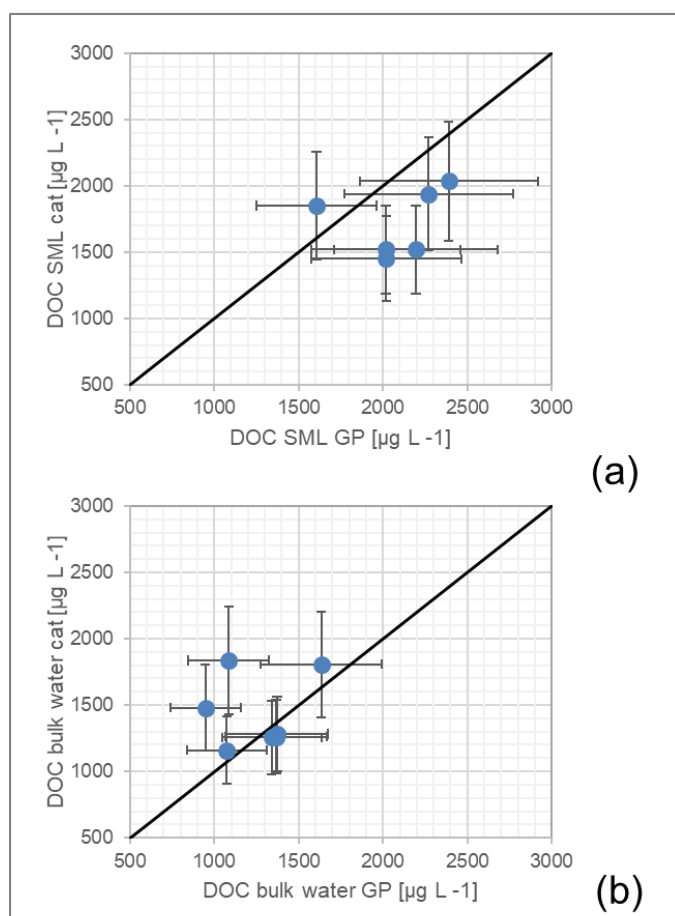 3000
2500
2000
1500
1000
500
DOC SML cat [µg L -1]
500 1000 1500 2000 2500 3000
DOC SML GP [µg L -1]
(a)
3000
2500
2000
1500
1000
500
DOC bulk water cat [µg L -1]
500 1000 1500 2000 2500 3000
DOC bulk water GP [µg L -1]
(b)